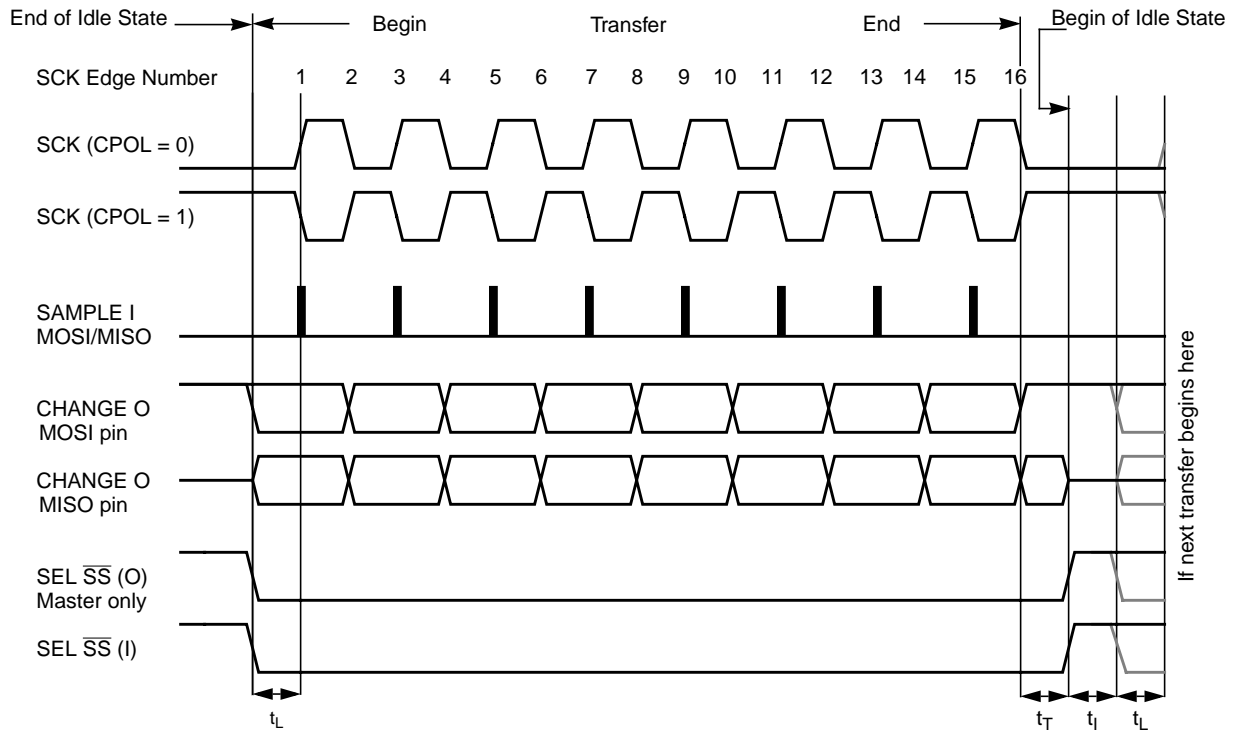 End of Idle State
Begin
Transfer
End
Begin of Idle State
SCK Edge Number
1 2 3 4 5 6 7 8 9 10 11 12 13 14 15 16
SCK (CPOL = 0)
SCK (CPOL = 1)
SAMPLE I
MOSI/MISO
CHANGE O
MOSI pin
CHANGE O
MISO pin
SEL S̅S̅ (O)
Master only
SEL S̅S̅ (I)
tL
tT
tI
tL
If next transfer begins here